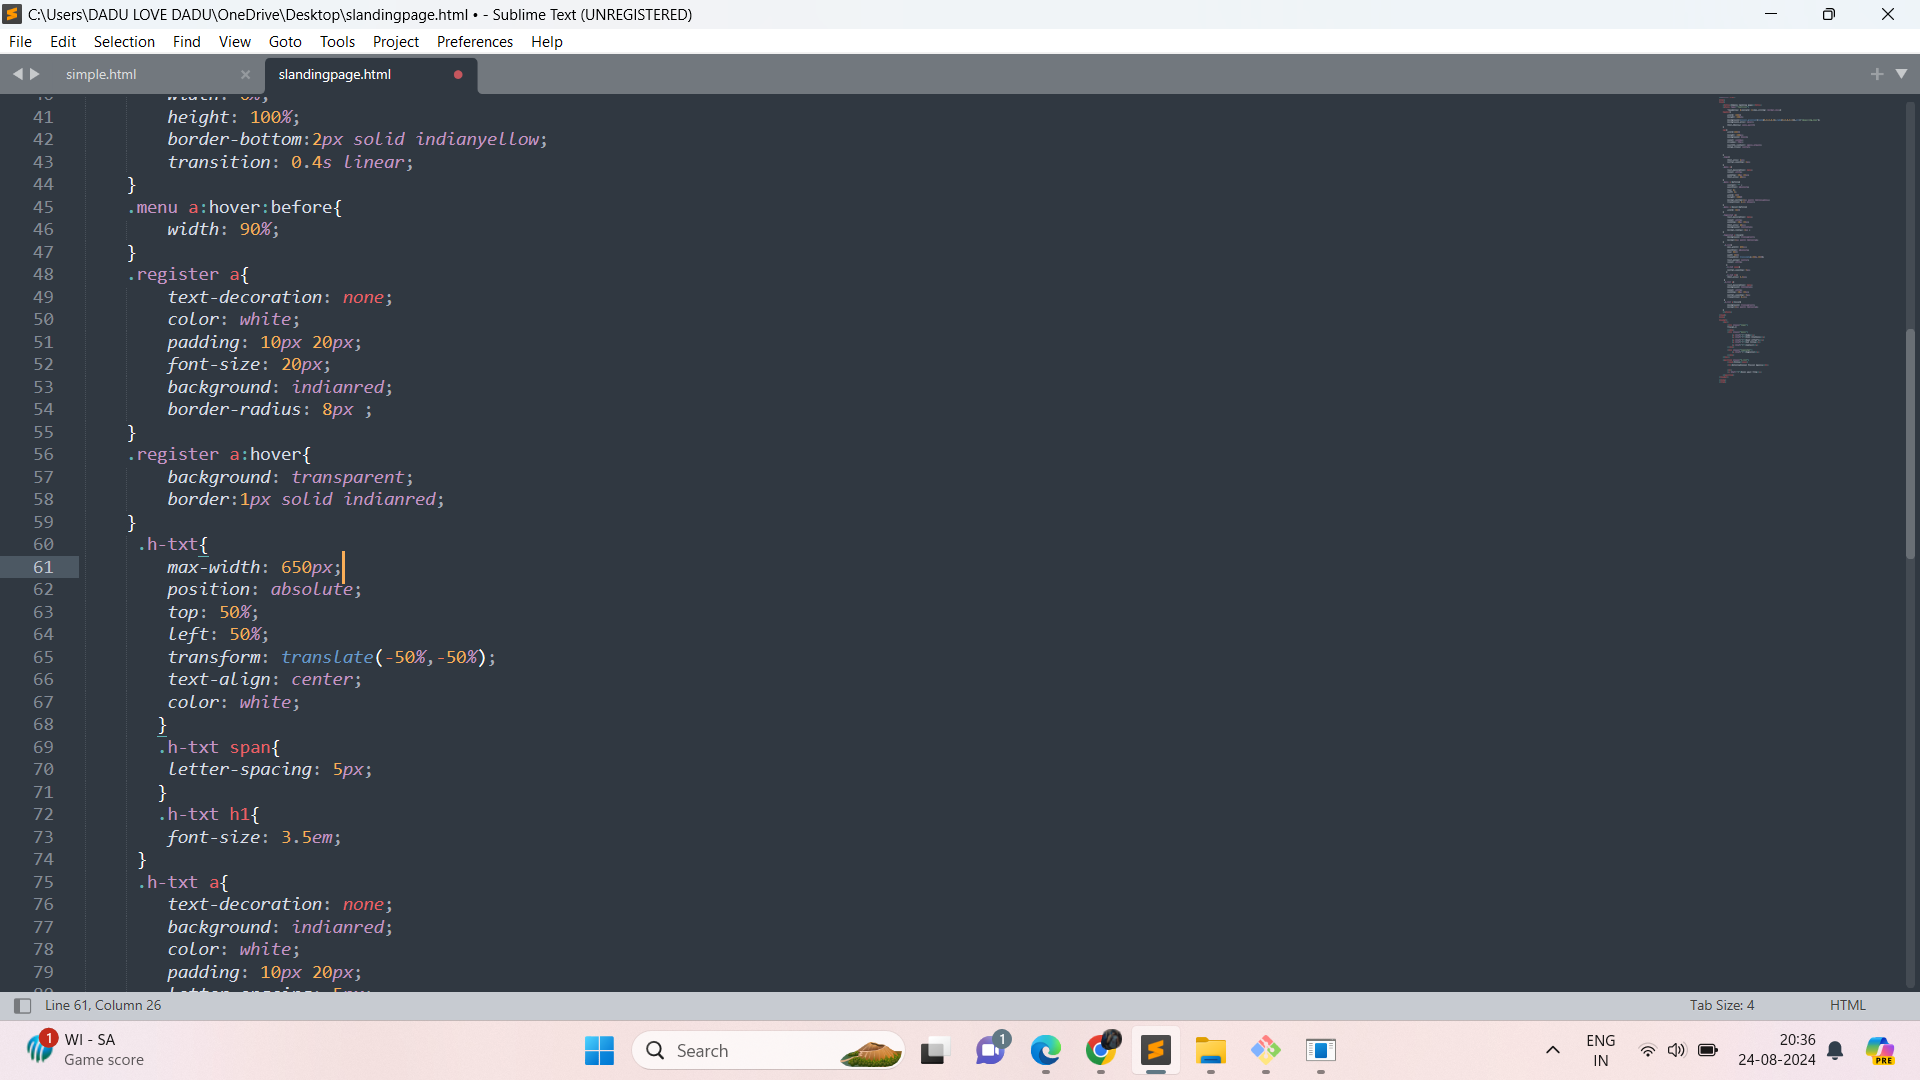 C:\Users\DADU LOVE DADU\OneDrive\Desktop\slandingpage.html • - Sublime Text (UNREGISTERED)
File Edit Selection Find View Goto Tools Project Preferences Help
simple.html
slandingpage.html
41 height: 100%;
42 border-bottom:2px solid indianyellow;
43 transition: 0.4s linear;
44 }
45 .menu a:hover:before{
46 width: 90%;
47 }
48 .register a{
49 text-decoration: none;
50 color: white;
51 padding: 10px 20px;
52 font-size: 20px;
53 background: indianred;
54 border-radius: 8px ;
55 }
56 .register a:hover{
57 background: transparent;
58 border:1px solid indianred;
59 }
60 .h-txt{
61 max-width: 650px;
62 position: absolute;
63 top: 50%;
64 left: 50%;
65 transform: translate(-50%,-50%);
66 text-align: center;
67 color: white;
68 }
69 .h-txt span{
70 letter-spacing: 5px;
71 }
72 .h-txt h1{
73 font-size: 3.5em;
74 }
75 .h-txt a{
76 text-decoration: none;
77 background: indianred;
78 color: white;
79 padding: 10px 20px;
Line 61, Column 26
Tab Size: 4
HTML
1
WI - SA
Game score
Search
1
ENG
IN
20:36
24-08-2024
PRE